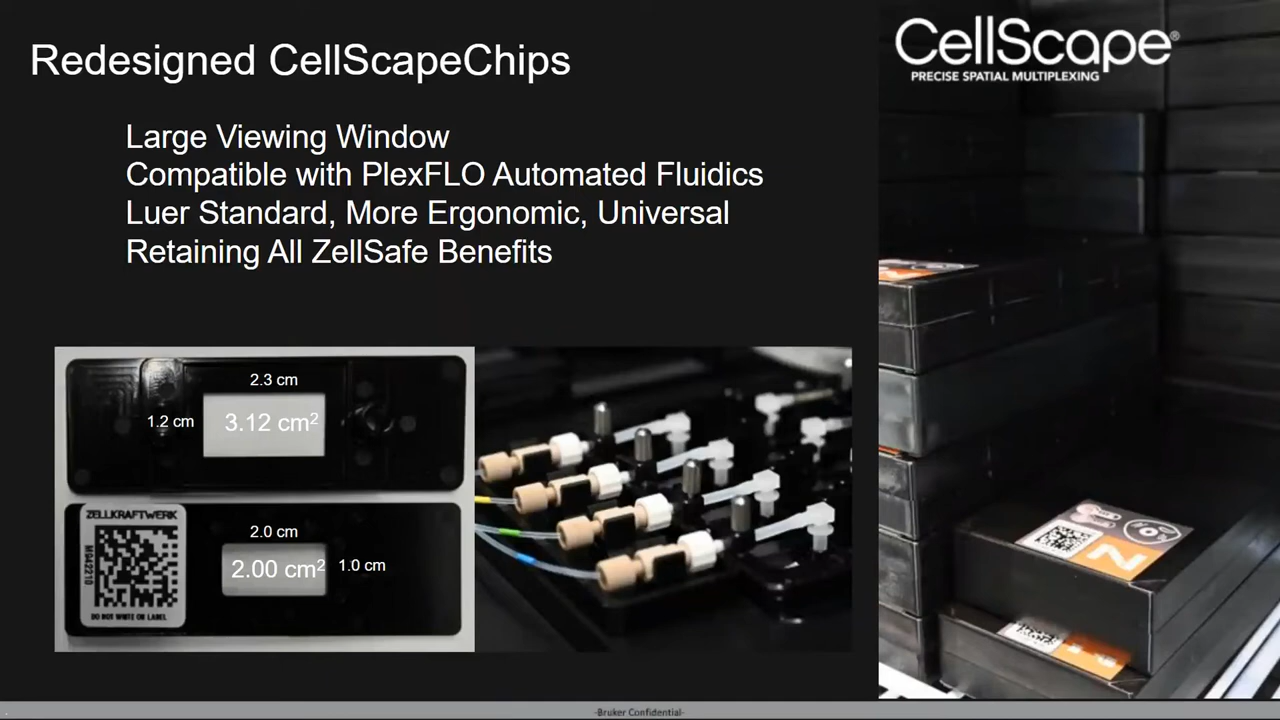 Redesigned CellScapeChips
CellScape®
PRECISE SPATIAL MULTIPLEXING
Large Viewing Window
Compatible with PlexFLO Automated Fluidics
Luer Standard, More Ergonomic, Universal
Retaining All ZellSafe Benefits
2.3 cm
1.2 cm
3.12 cm²
ZELLKRAFTWERK
DO NOT WRITE OR LABEL
2.0 cm
2.00 cm²
1.0 cm
N
-Bruker Confidential-